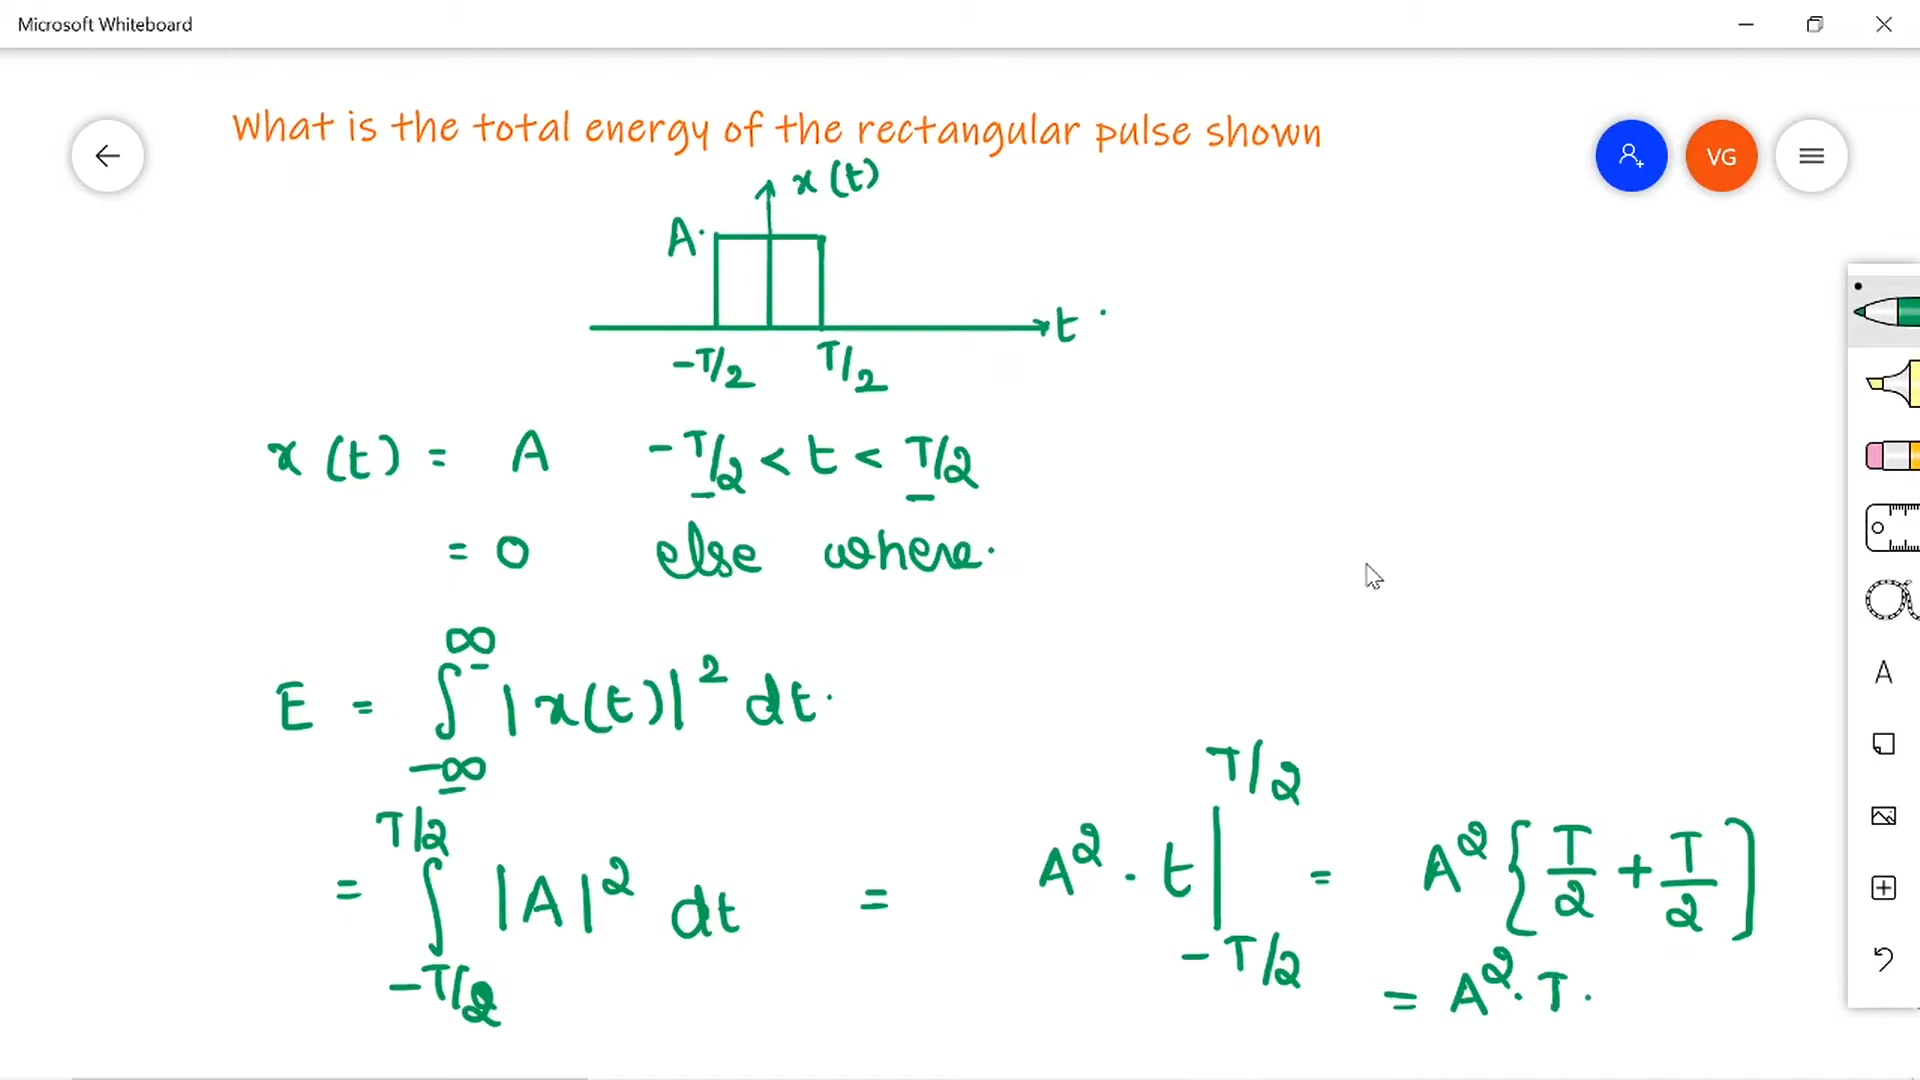 Microsoft Whiteboard
What is the total energy of the rectangular pulse shown
VG
x(t)
A.
t .
-T/2 T/2
x(t) = A -T/2 < t < T/2
= 0 else where.
E = ∫_{-∞}^{∞} |x(t)|² dt.
= ∫_{-T/2}^{T/2} |A|² dt = A² . t |_{-T/2}^{T/2} = A² { T/2 + T/2 ]
= A² . T .
A